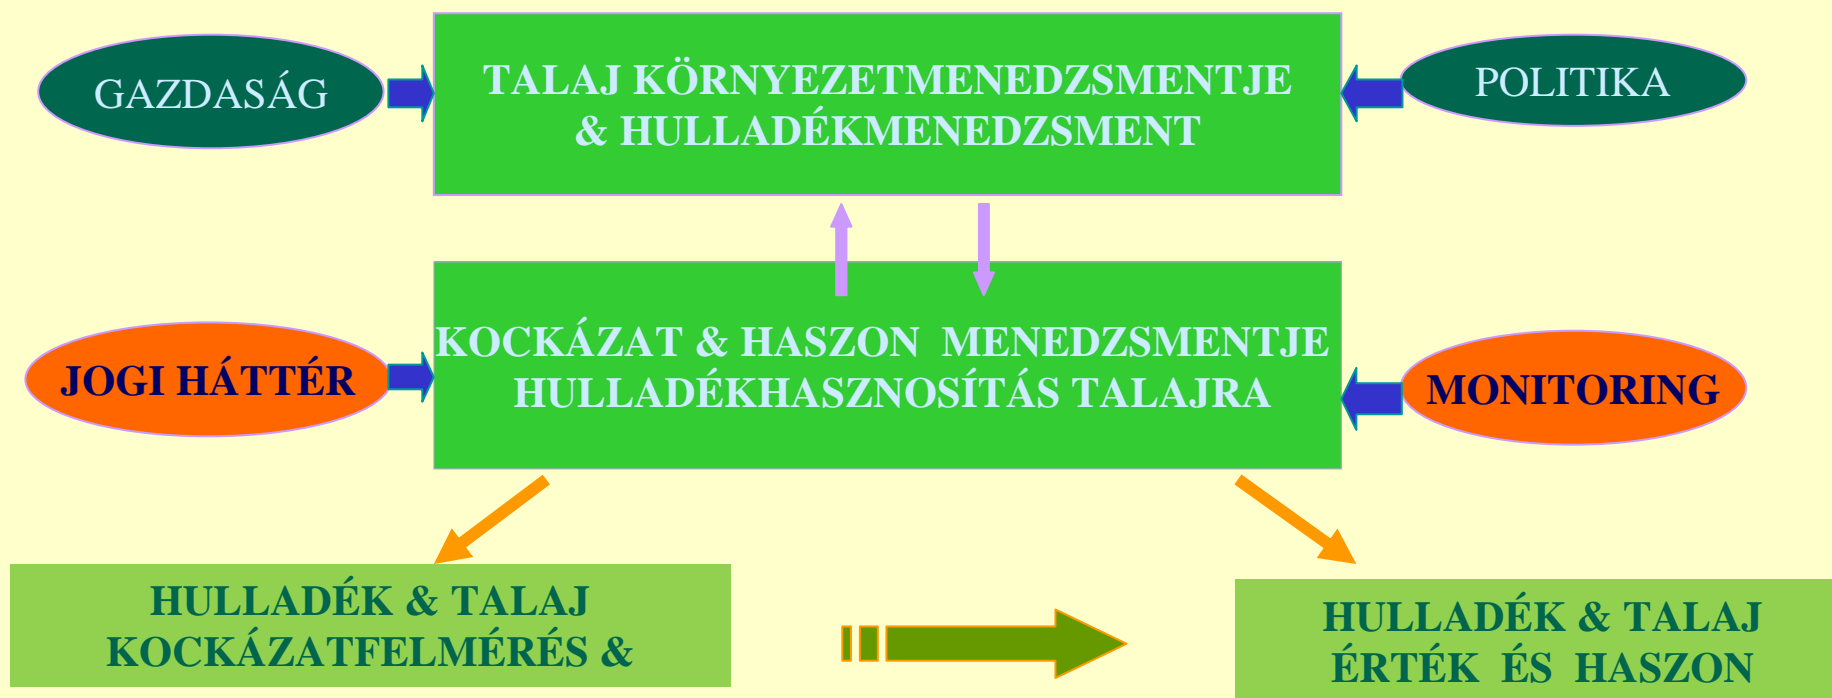 GAZDASÁG
TALAJ KÖRNYEZETMENEDZSMENTJE
& HULLADÉKMENEDZSMENT
POLITIKA
JOGI HÁTTÉR
KOCKÁZAT & HASZON MENEDZSMENTJE
HULLADÉKHASZNOSÍTÁS TALAJRA
MONITORING
HULLADÉK & TALAJ
KOCKÁZATFELMÉRÉS &
HULLADÉK & TALAJ
ÉRTÉK ÉS HASZON